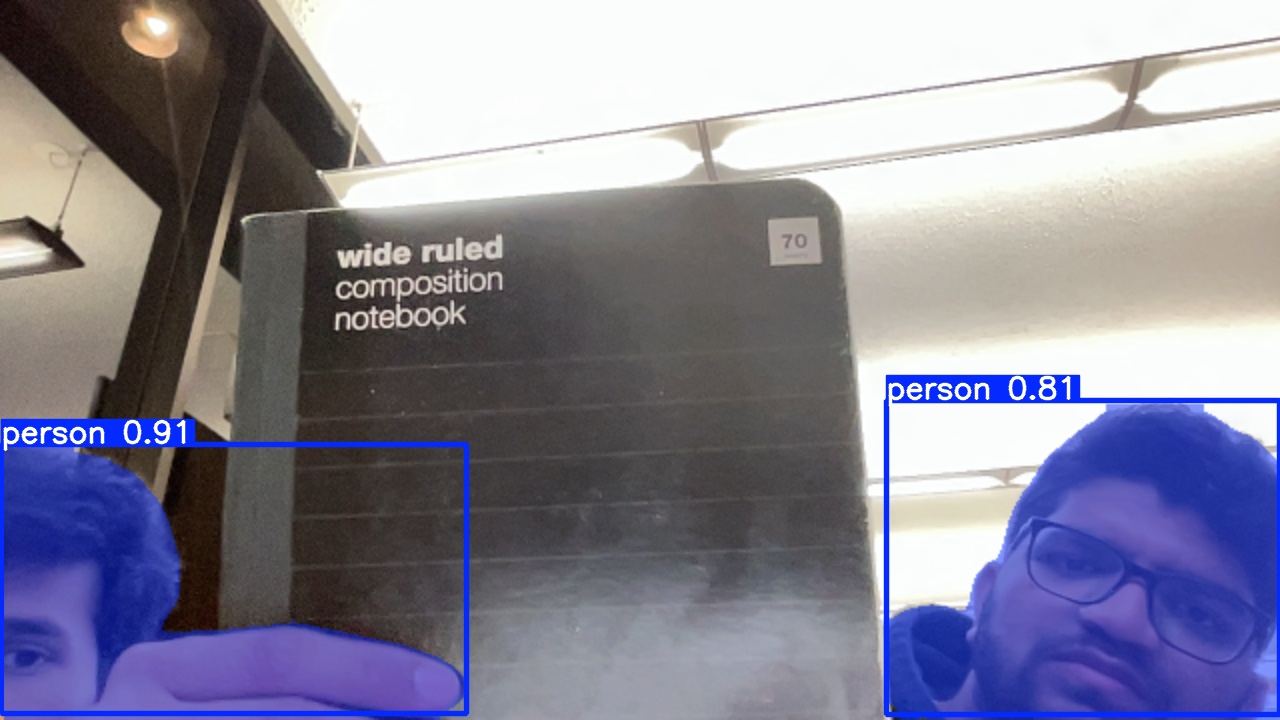 wide ruled
composition
notebook
70
person 0.91
person 0.81